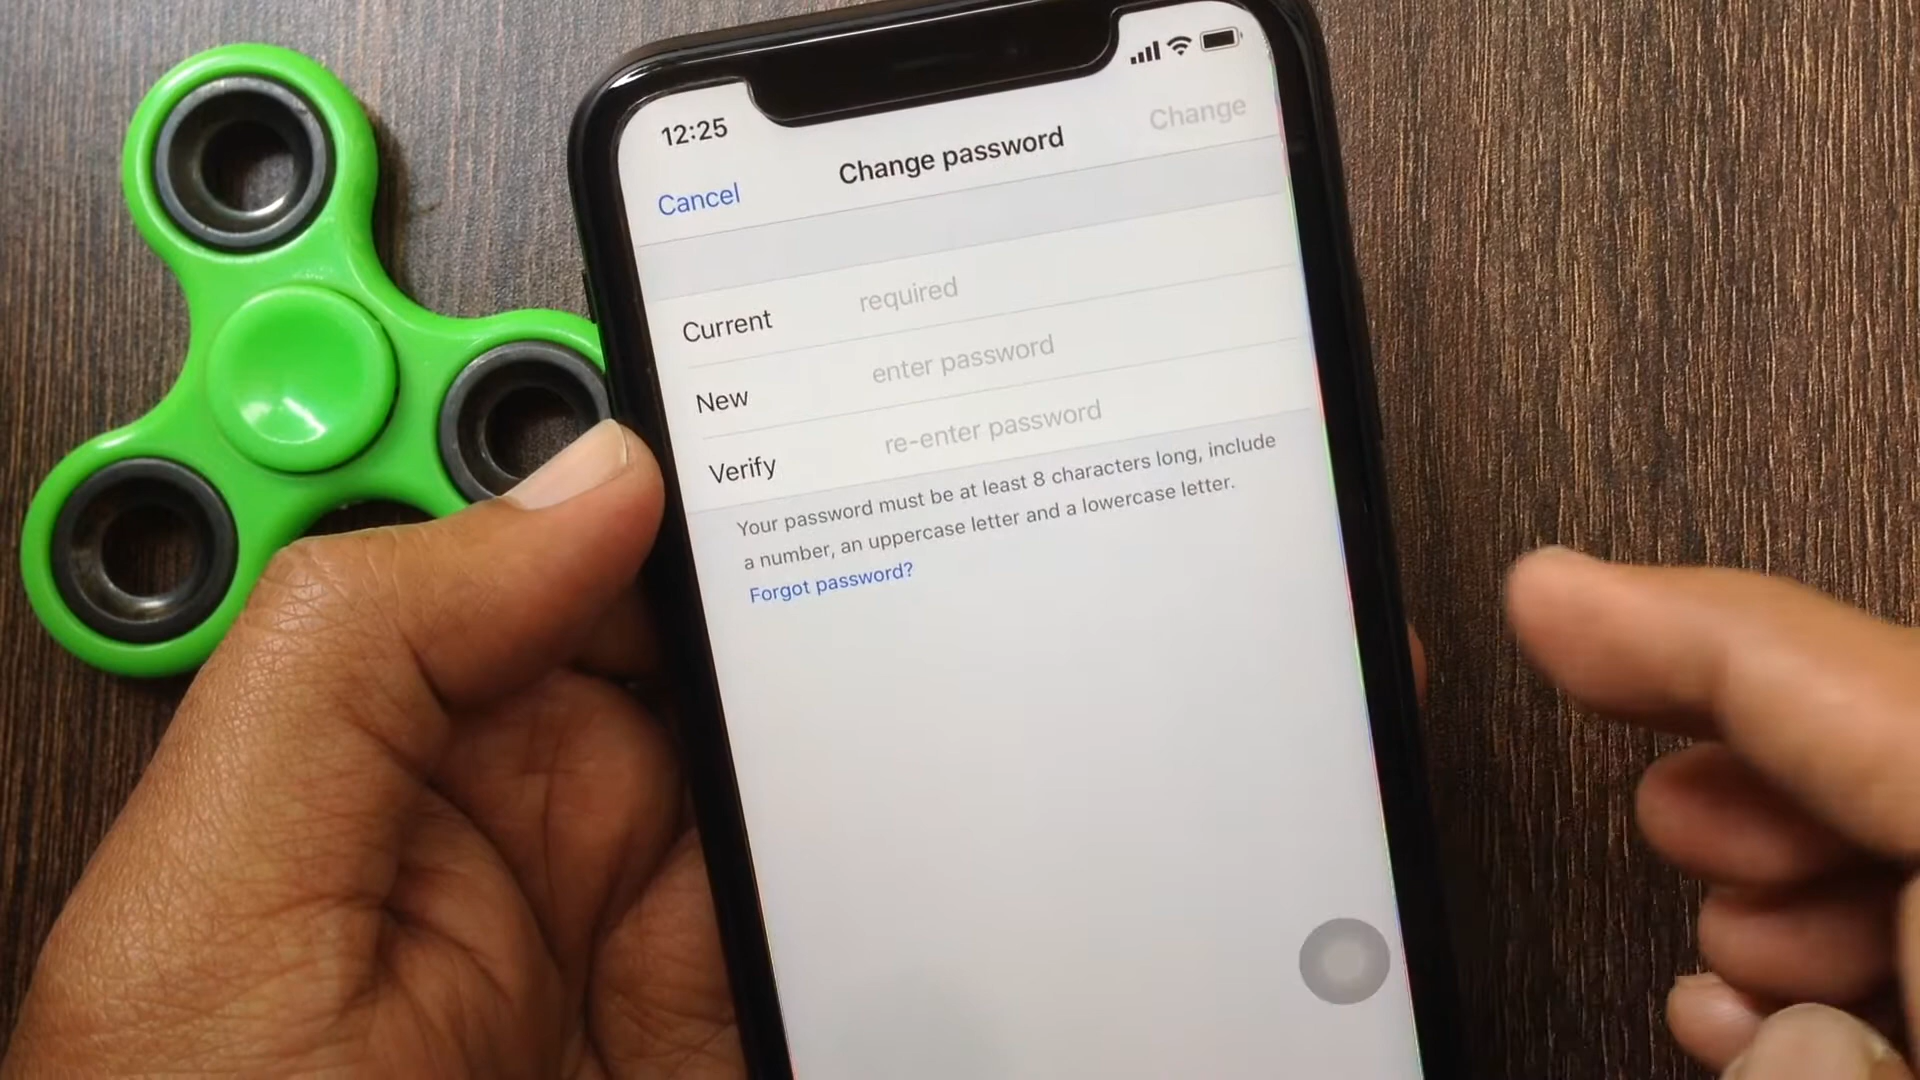 12:25
Cancel
Change password
Change
Current required
New enter password
Verify re-enter password
Your password must be at least 8 characters long, include
a number, an uppercase letter and a lowercase letter.
Forgot password?